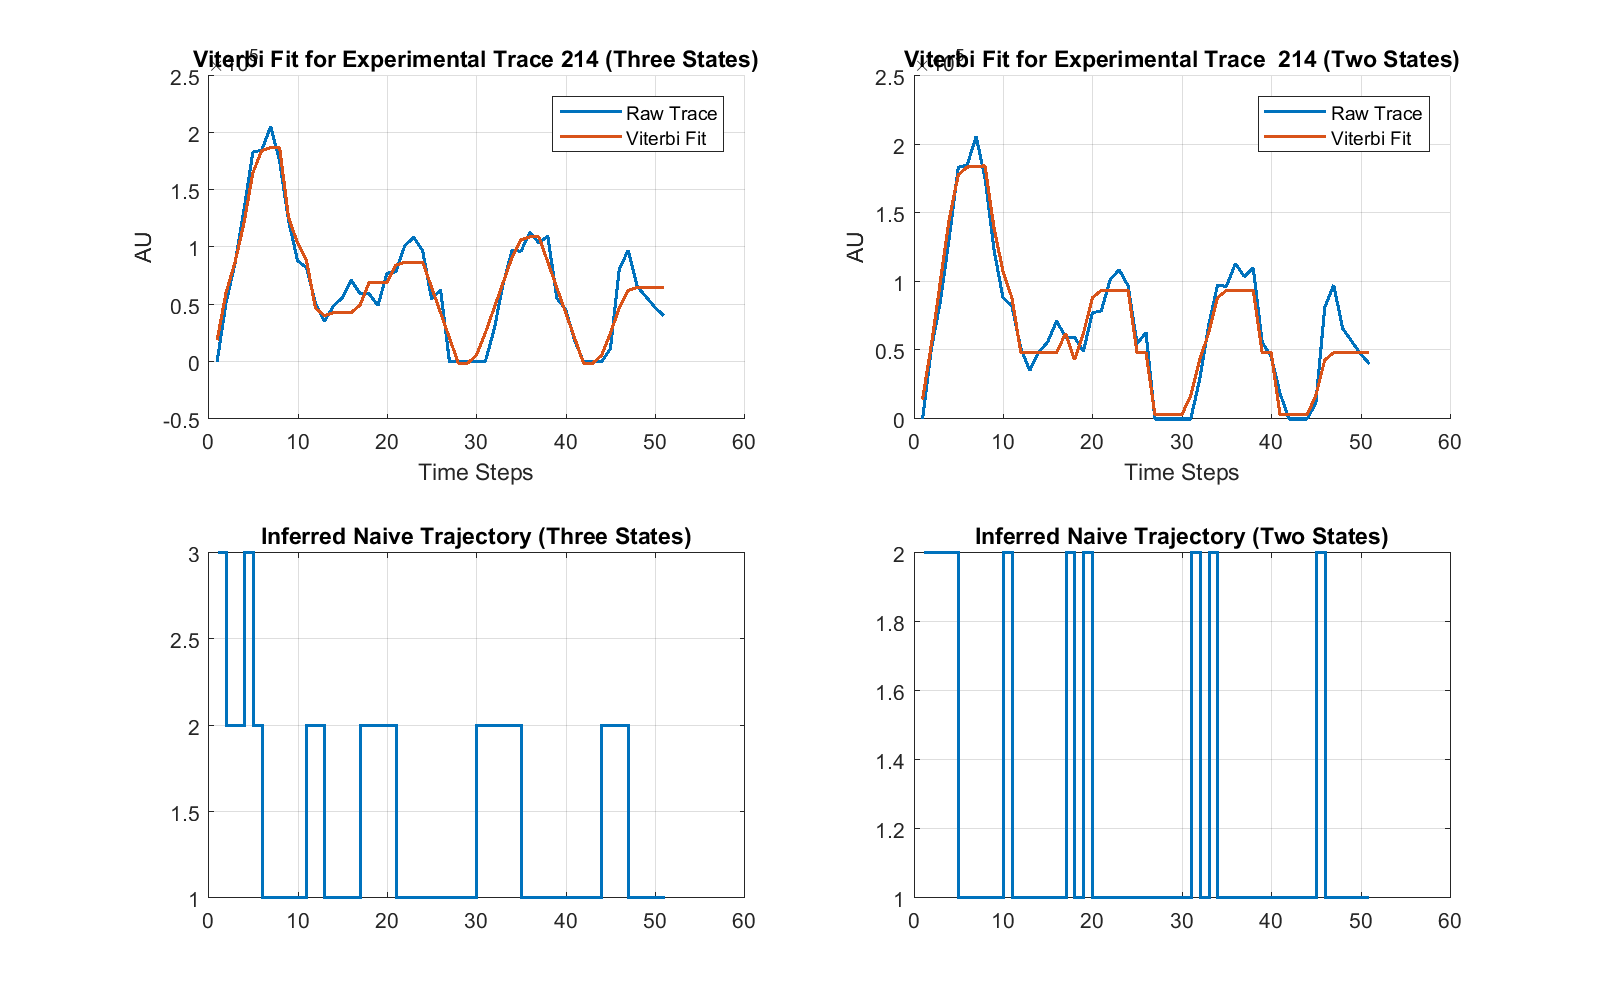 Viterbi Fit for Experimental Trace 214 (Three States)
×10^5
2.5
2
1.5
1
0.5
0
-0.5
AU
Raw Trace
Viterbi Fit
0 10 20 30 40 50 60
Time Steps
Viterbi Fit for Experimental Trace  214 (Two States)
×10^5
2.5
2
1.5
1
0.5
0
AU
Raw Trace
Viterbi Fit
0 10 20 30 40 50 60
Time Steps
Inferred Naive Trajectory (Three States)
3
2.5
2
1.5
1
0 10 20 30 40 50 60
Inferred Naive Trajectory (Two States)
2
1.8
1.6
1.4
1.2
1
0 10 20 30 40 50 60